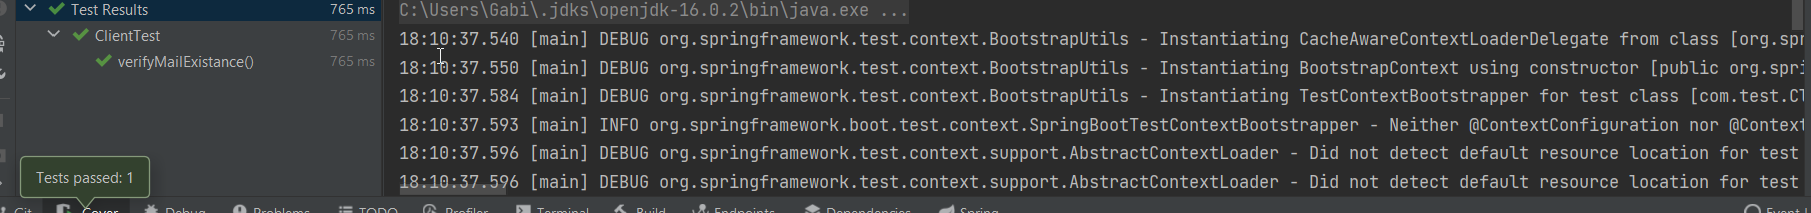 Test Results 765 ms
ClientTest 765 ms
verifyMailExistance() 765 ms
Tests passed: 1
C:\Users\Gabi\.jdks\openjdk-16.0.2\bin\java.exe ...
18:10:37.540 [main] DEBUG org.springframework.test.context.BootstrapUtils - Instantiating CacheAwareContextLoaderDelegate from class [org.spr
18:10:37.550 [main] DEBUG org.springframework.test.context.BootstrapUtils - Instantiating BootstrapContext using constructor [public org.spri
18:10:37.584 [main] DEBUG org.springframework.test.context.BootstrapUtils - Instantiating TestContextBootstrapper for test class [com.test.Cl
18:10:37.593 [main] INFO org.springframework.boot.test.context.SpringBootTestContextBootstrapper - Neither @ContextConfiguration nor @Context
18:10:37.596 [main] DEBUG org.springframework.test.context.support.AbstractContextLoader - Did not detect default resource location for test
18:10:37.596 [main] DEBUG org.springframework.test.context.support.AbstractContextLoader - Did not detect default resource location for test
Git Cover Debug Problems TODO Profiler Terminal Build Endpoints Dependencies Spring Event